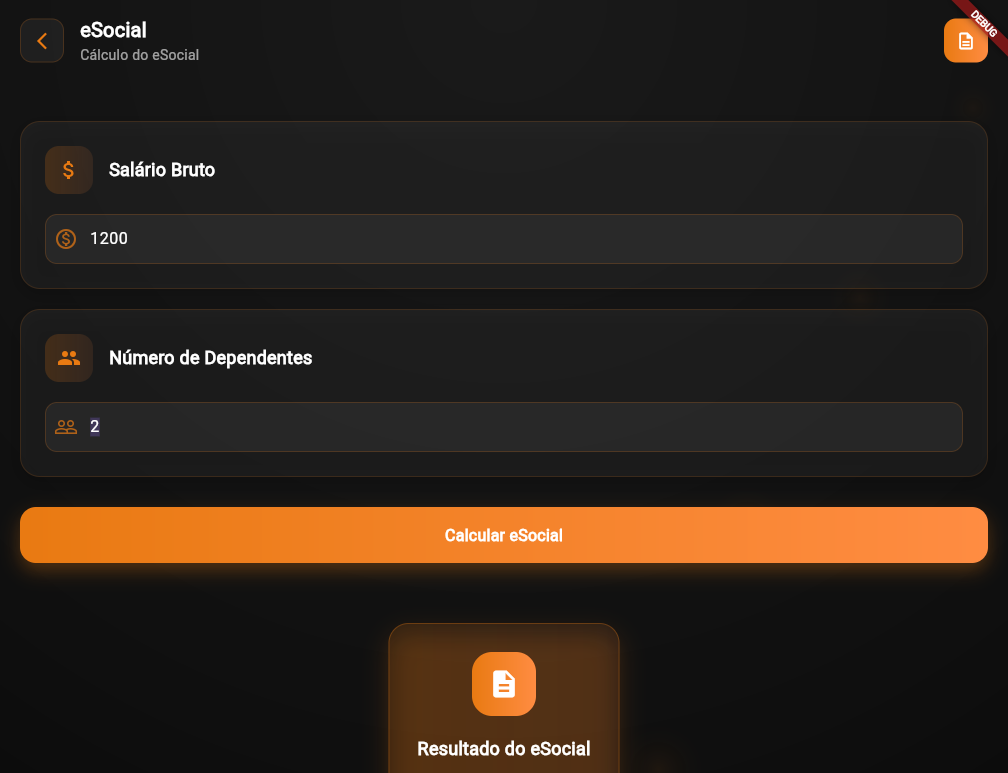 eSocial
Cálculo do eSocial
DEBUG
Salário Bruto
1200
Número de Dependentes
2
Calcular eSocial
Resultado do eSocial